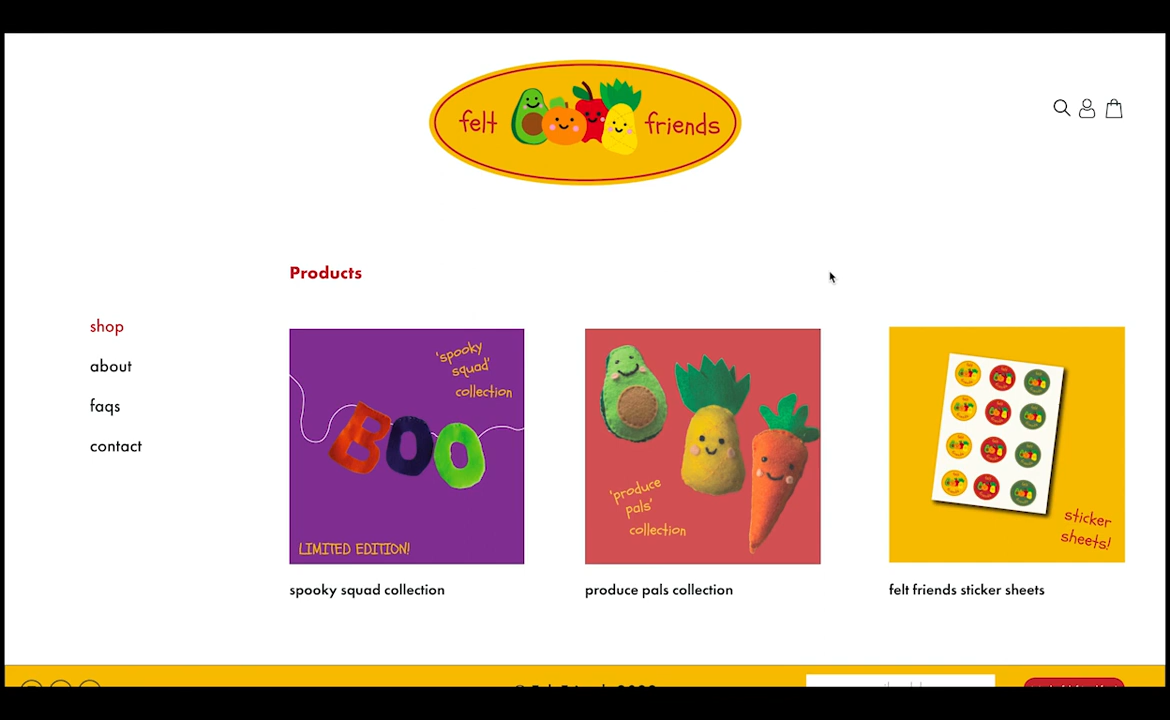 felt friends
Products
shop
about
faqs
contact
'spooky
squad'
collection
LIMITED EDITION!
'produce
pals'
collection
sticker
sheets!
spooky squad collection
produce pals collection
felt friends sticker sheets